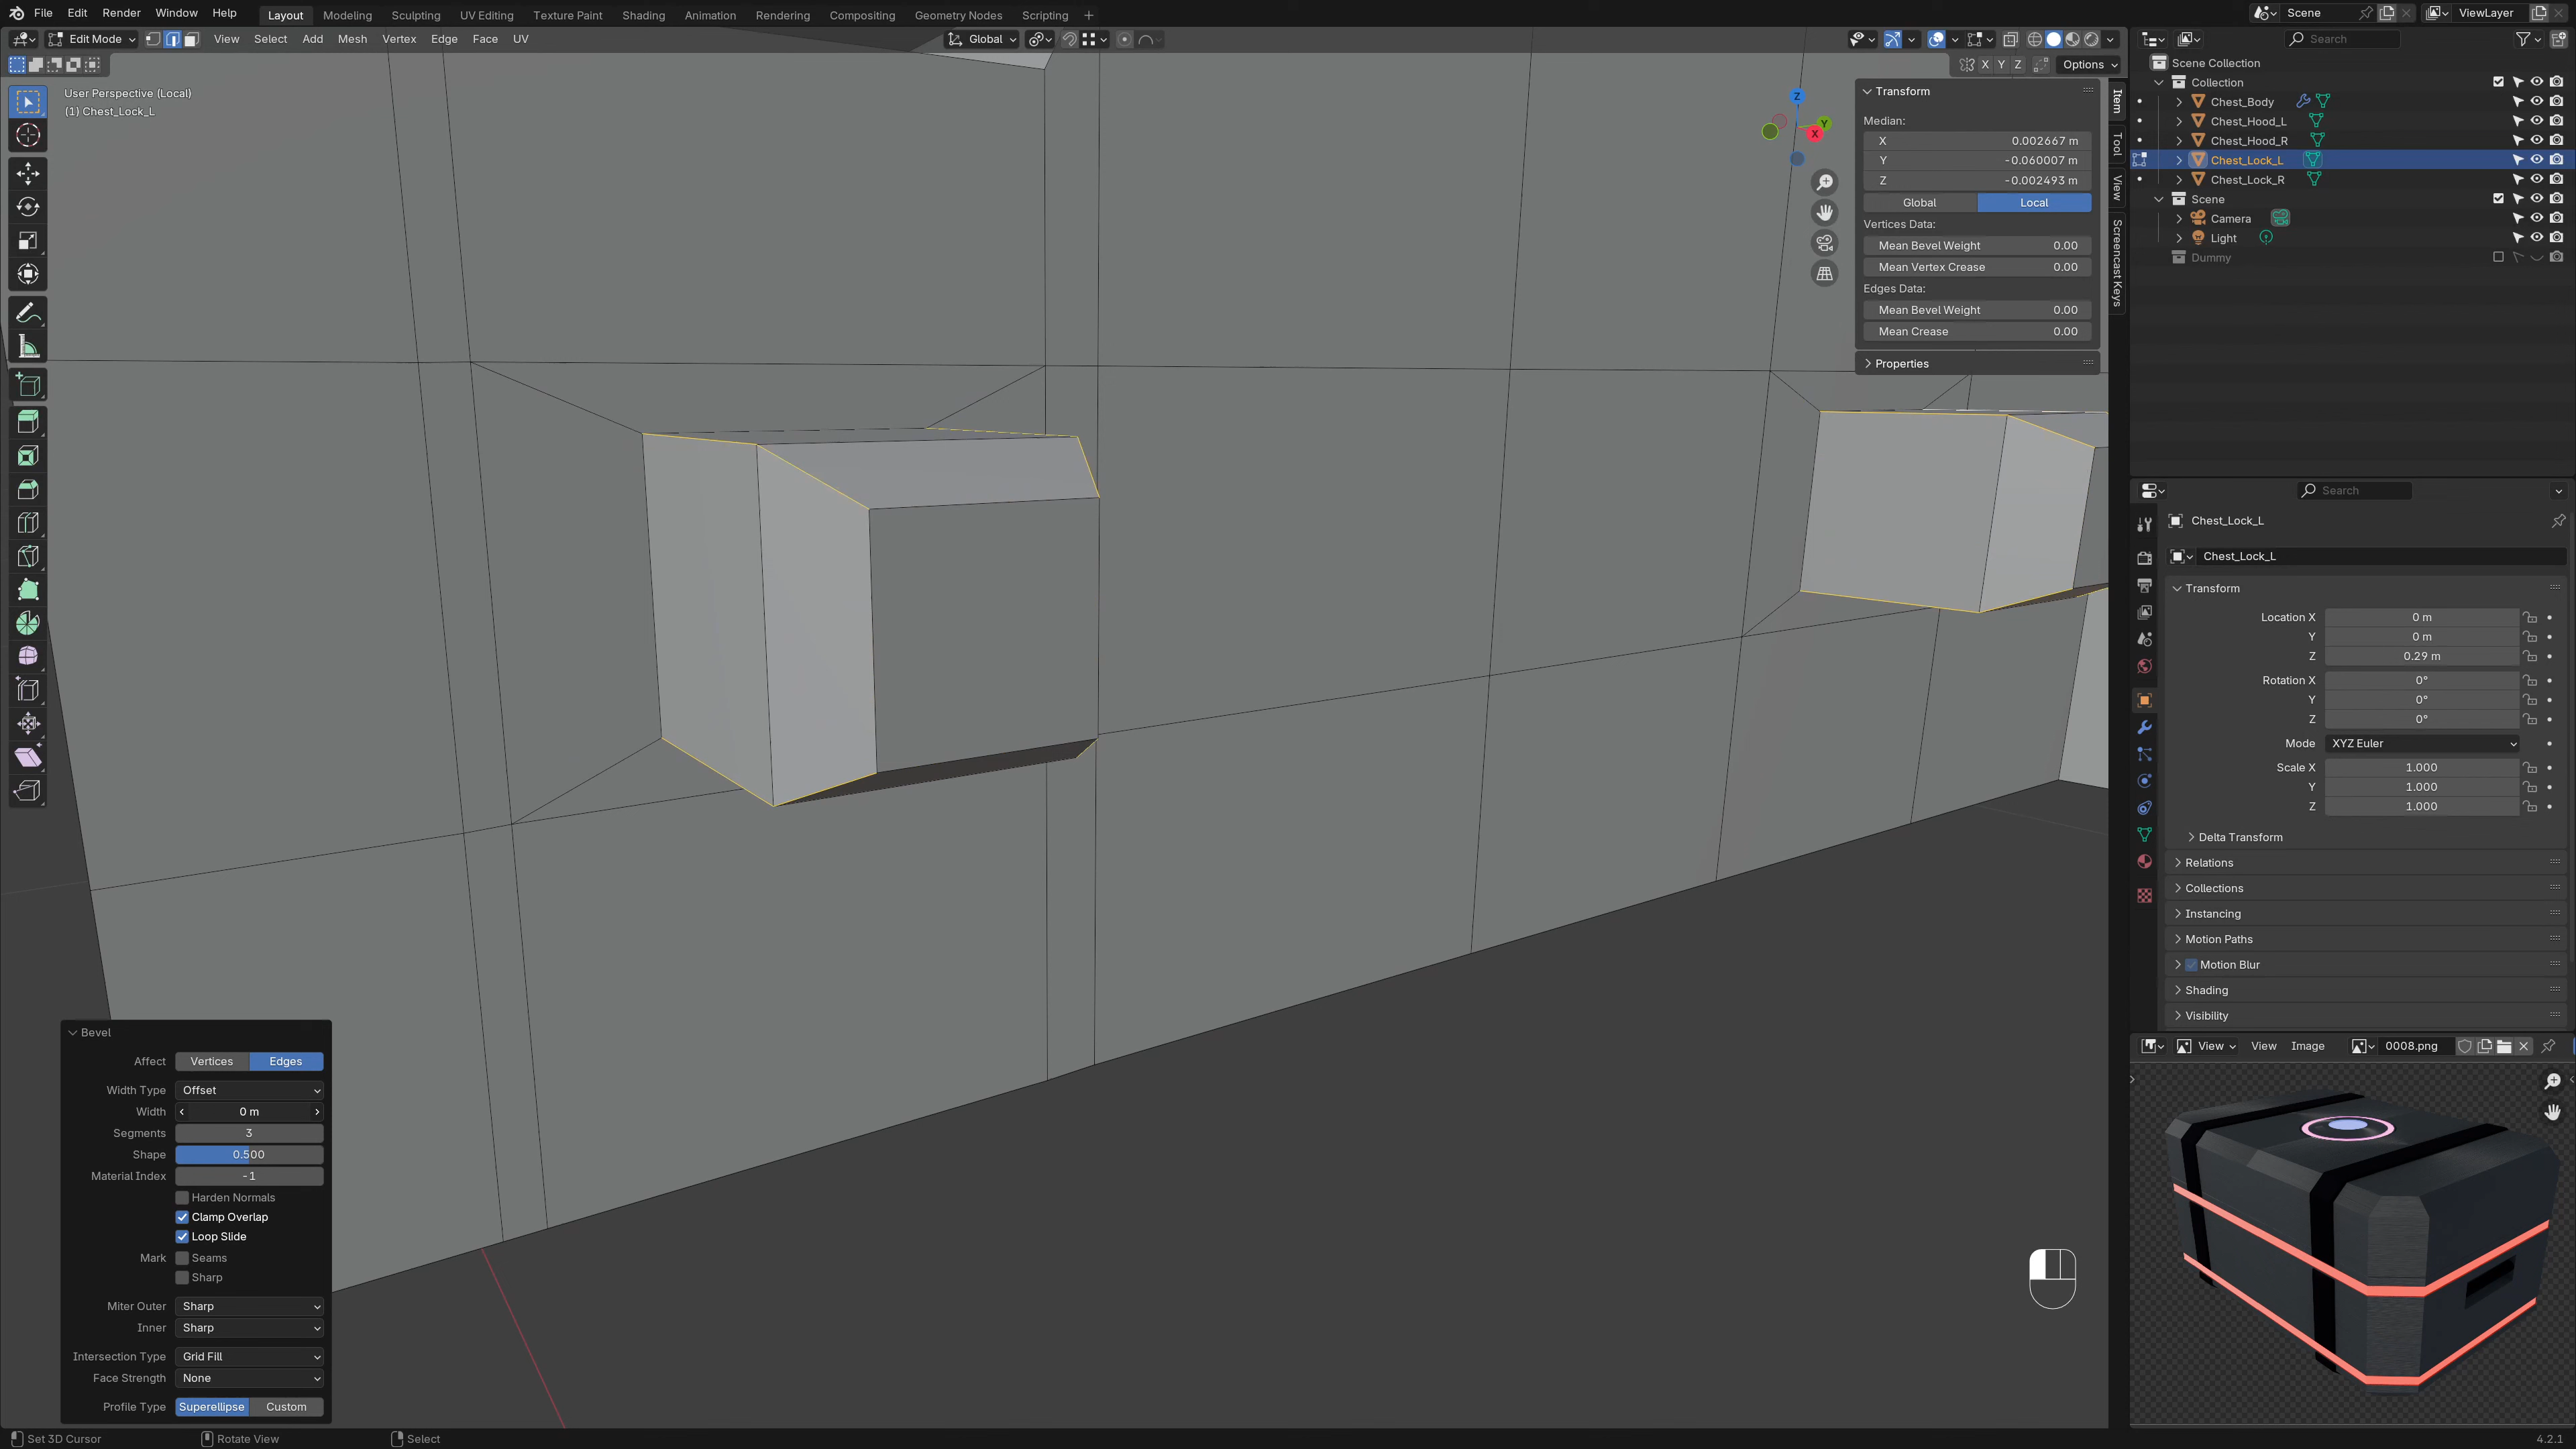 File Edit Render Window Help Layout Modeling Sculpting UV Editing Texture Paint Shading Animation Rendering Compositing Geometry Nodes Scripting + Scene ViewLayer
Edit Mode View Select Add Mesh Vertex Edge Face UV Global Search
X Y Z Options
User Perspective (Local)
(1) Chest_Lock_L
Z
Y
X
Transform
Median:
X 0.002667 m
Y -0.060007 m
Z -0.002493 m
Global Local
Vertices Data:
Mean Bevel Weight 0.00
Mean Vertex Crease 0.00
Edges Data:
Mean Bevel Weight 0.00
Mean Crease 0.00
Properties
Item
Tool
View
Screencast Keys
Scene Collection
Collection
Chest_Body
Chest_Hood_L
Chest_Hood_R
Chest_Lock_L
Chest_Lock_R
Scene
Camera
Light
Dummy
Search
Chest_Lock_L
Chest_Lock_L
Transform
Location X 0 m
Y 0 m
Z 0.29 m
Rotation X 0°
Y 0°
Z 0°
Mode XYZ Euler
Scale X 1.000
Y 1.000
Z 1.000
Delta Transform
Relations
Collections
Instancing
Motion Paths
Motion Blur
Shading
Visibility
View View Image 0008.png
Bevel
Affect Vertices Edges
Width Type Offset
Width 0 m
Segments 3
Shape 0.500
Material Index -1
Harden Normals
Clamp Overlap
Loop Slide
Mark Seams
Sharp
Miter Outer Sharp
Inner Sharp
Intersection Type Grid Fill
Face Strength None
Profile Type Superellipse Custom
Set 3D Cursor Rotate View Select 4.2.1